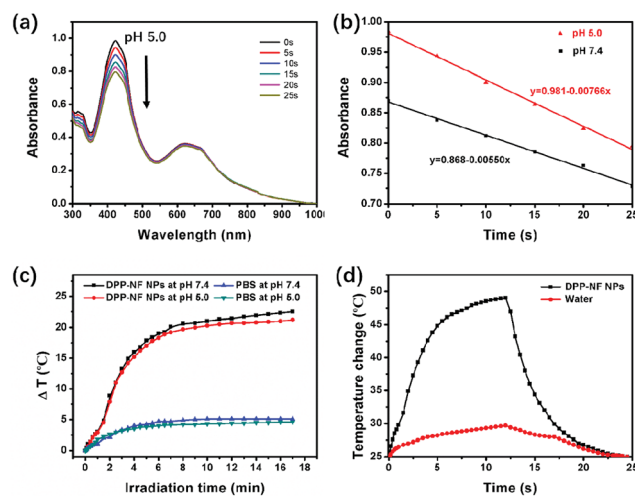 (a)
pH 5.0
0s
5s
10s
15s
20s
25s
1.0
0.8
0.6
0.4
0.2
0.0
300 400 500 600 700 800 900 1000
Absorbance
Wavelength (nm)
(b)
pH 5.0
pH 7.4
y=0.981-0.00766x
y=0.868-0.00550x
1.00
0.95
0.90
0.85
0.80
0.75
0.70
0 5 10 15 20 25
Absorbance
Time (s)
(c)
DPP-NF NPs at pH 7.4 PBS at pH 7.4
DPP-NF NPs at pH 5.0 PBS at pH 5.0
25
20
15
10
5
0
0 2 4 6 8 10 12 14 16 18
Δ T (℃)
Irradiation time (min)
(d)
DPP-NF NPs
Water
50
45
40
35
30
25
0 5 10 15 20 25
Temperature change (℃)
Time (s)